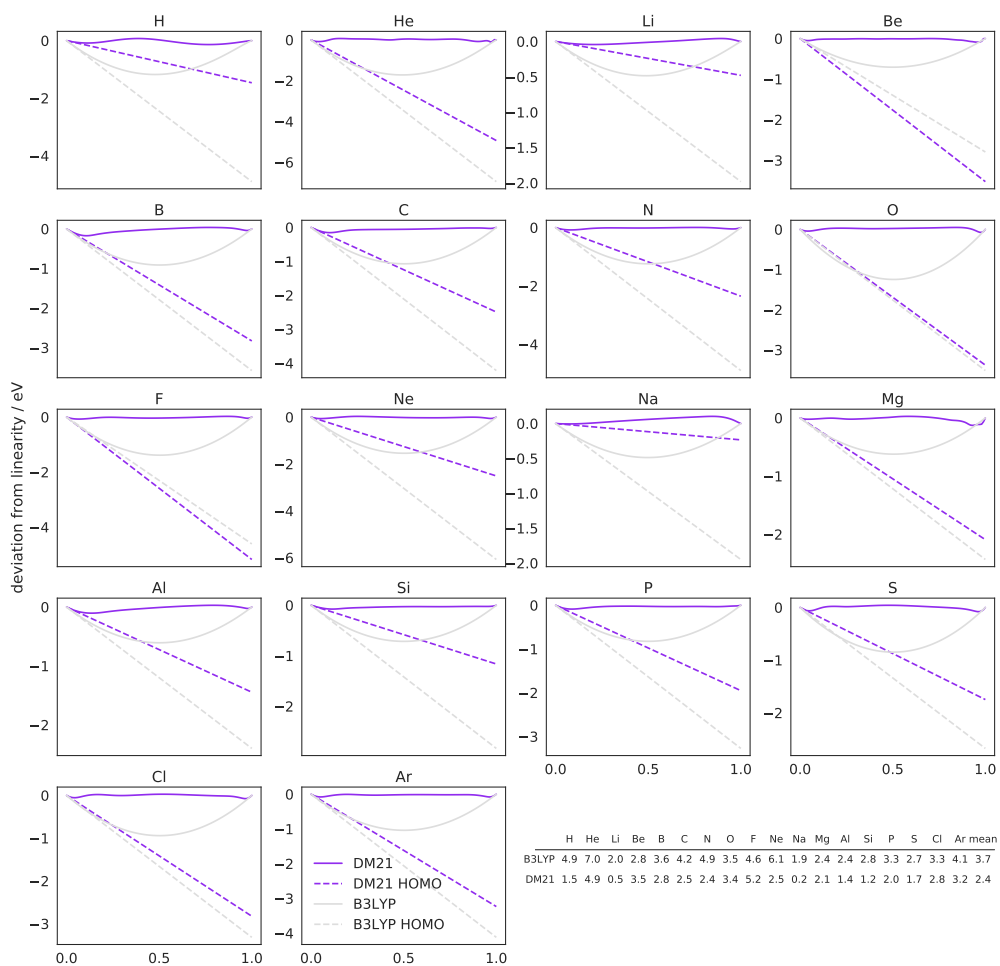 H He Li Be
0 0 0.0 0
−2 −2 −0.5 −1
−4 −4 −1.0 −2
−6 −1.5 −3
−2.0
B C N O
0 0 0 0
−1 −1 −2 −1
−2 −2 −4 −2
−3 −3 −3
−4
deviation from linearity / eV
F Ne Na Mg
0 0 0.0 0
−2 −2 −0.5 −1
−4 −4 −1.0 −2
−6 −1.5
−2.0
Al Si P S
0 0 0 0
−1 −1 −1 −1
−2 −2 −2 −2
−3
0.0 0.5 1.0 0.0 0.5 1.0
Cl Ar
0 0
−1 −1
−2 −2
−3 −3
−4
DM21
DM21 HOMO
B3LYP
B3LYP HOMO
0.0 0.5 1.0 0.0 0.5 1.0
H He Li Be B C N O F Ne Na Mg Al Si P S Cl Ar mean
B3LYP 4.9 7.0 2.0 2.8 3.6 4.2 4.9 3.5 4.6 6.1 1.9 2.4 2.4 2.8 3.3 2.7 3.3 4.1 3.7
DM21 1.5 4.9 0.5 3.5 2.8 2.5 2.4 3.4 5.2 2.5 0.2 2.1 1.4 1.2 2.0 1.7 2.8 3.2 2.4